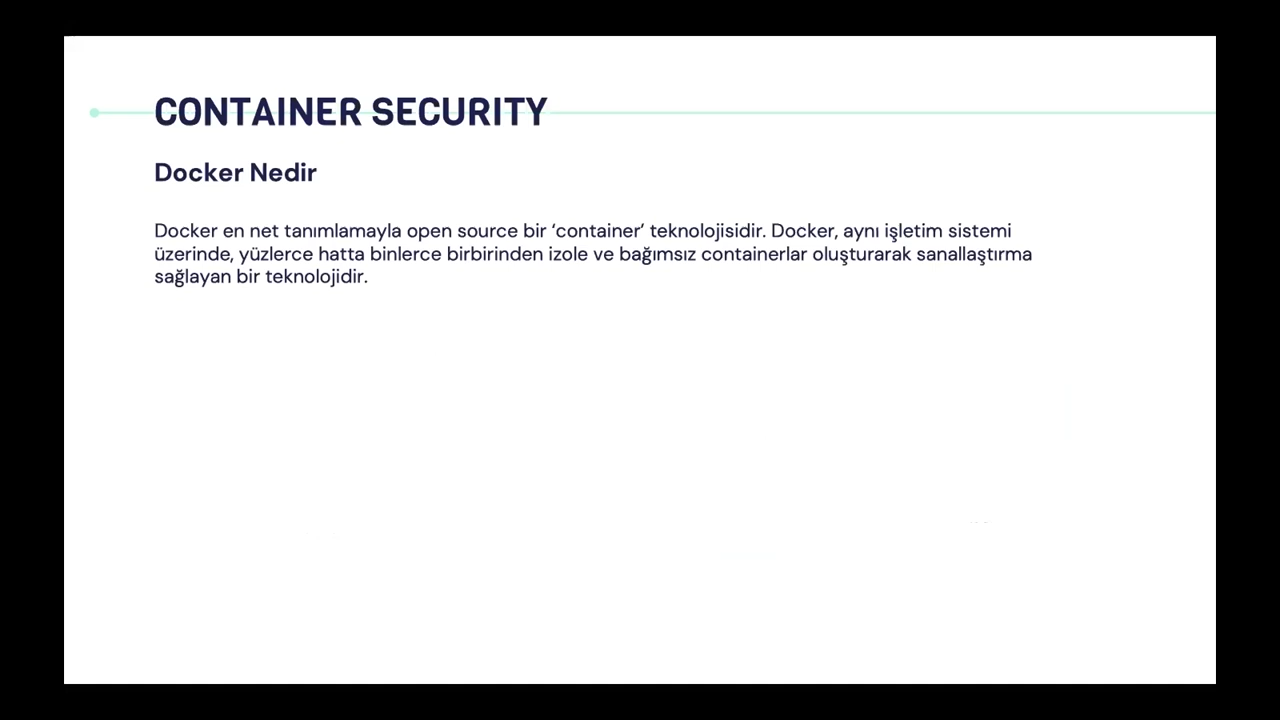 CONTAINER SECURITY
Docker Nedir
Docker en net tanımlamayla open source bir ‘container’ teknolojisidir. Docker, aynı işletim sistemi
üzerinde, yüzlerce hatta binlerce birbirinden izole ve bağımsız containerlar oluşturarak sanallaştırma
sağlayan bir teknolojidir.